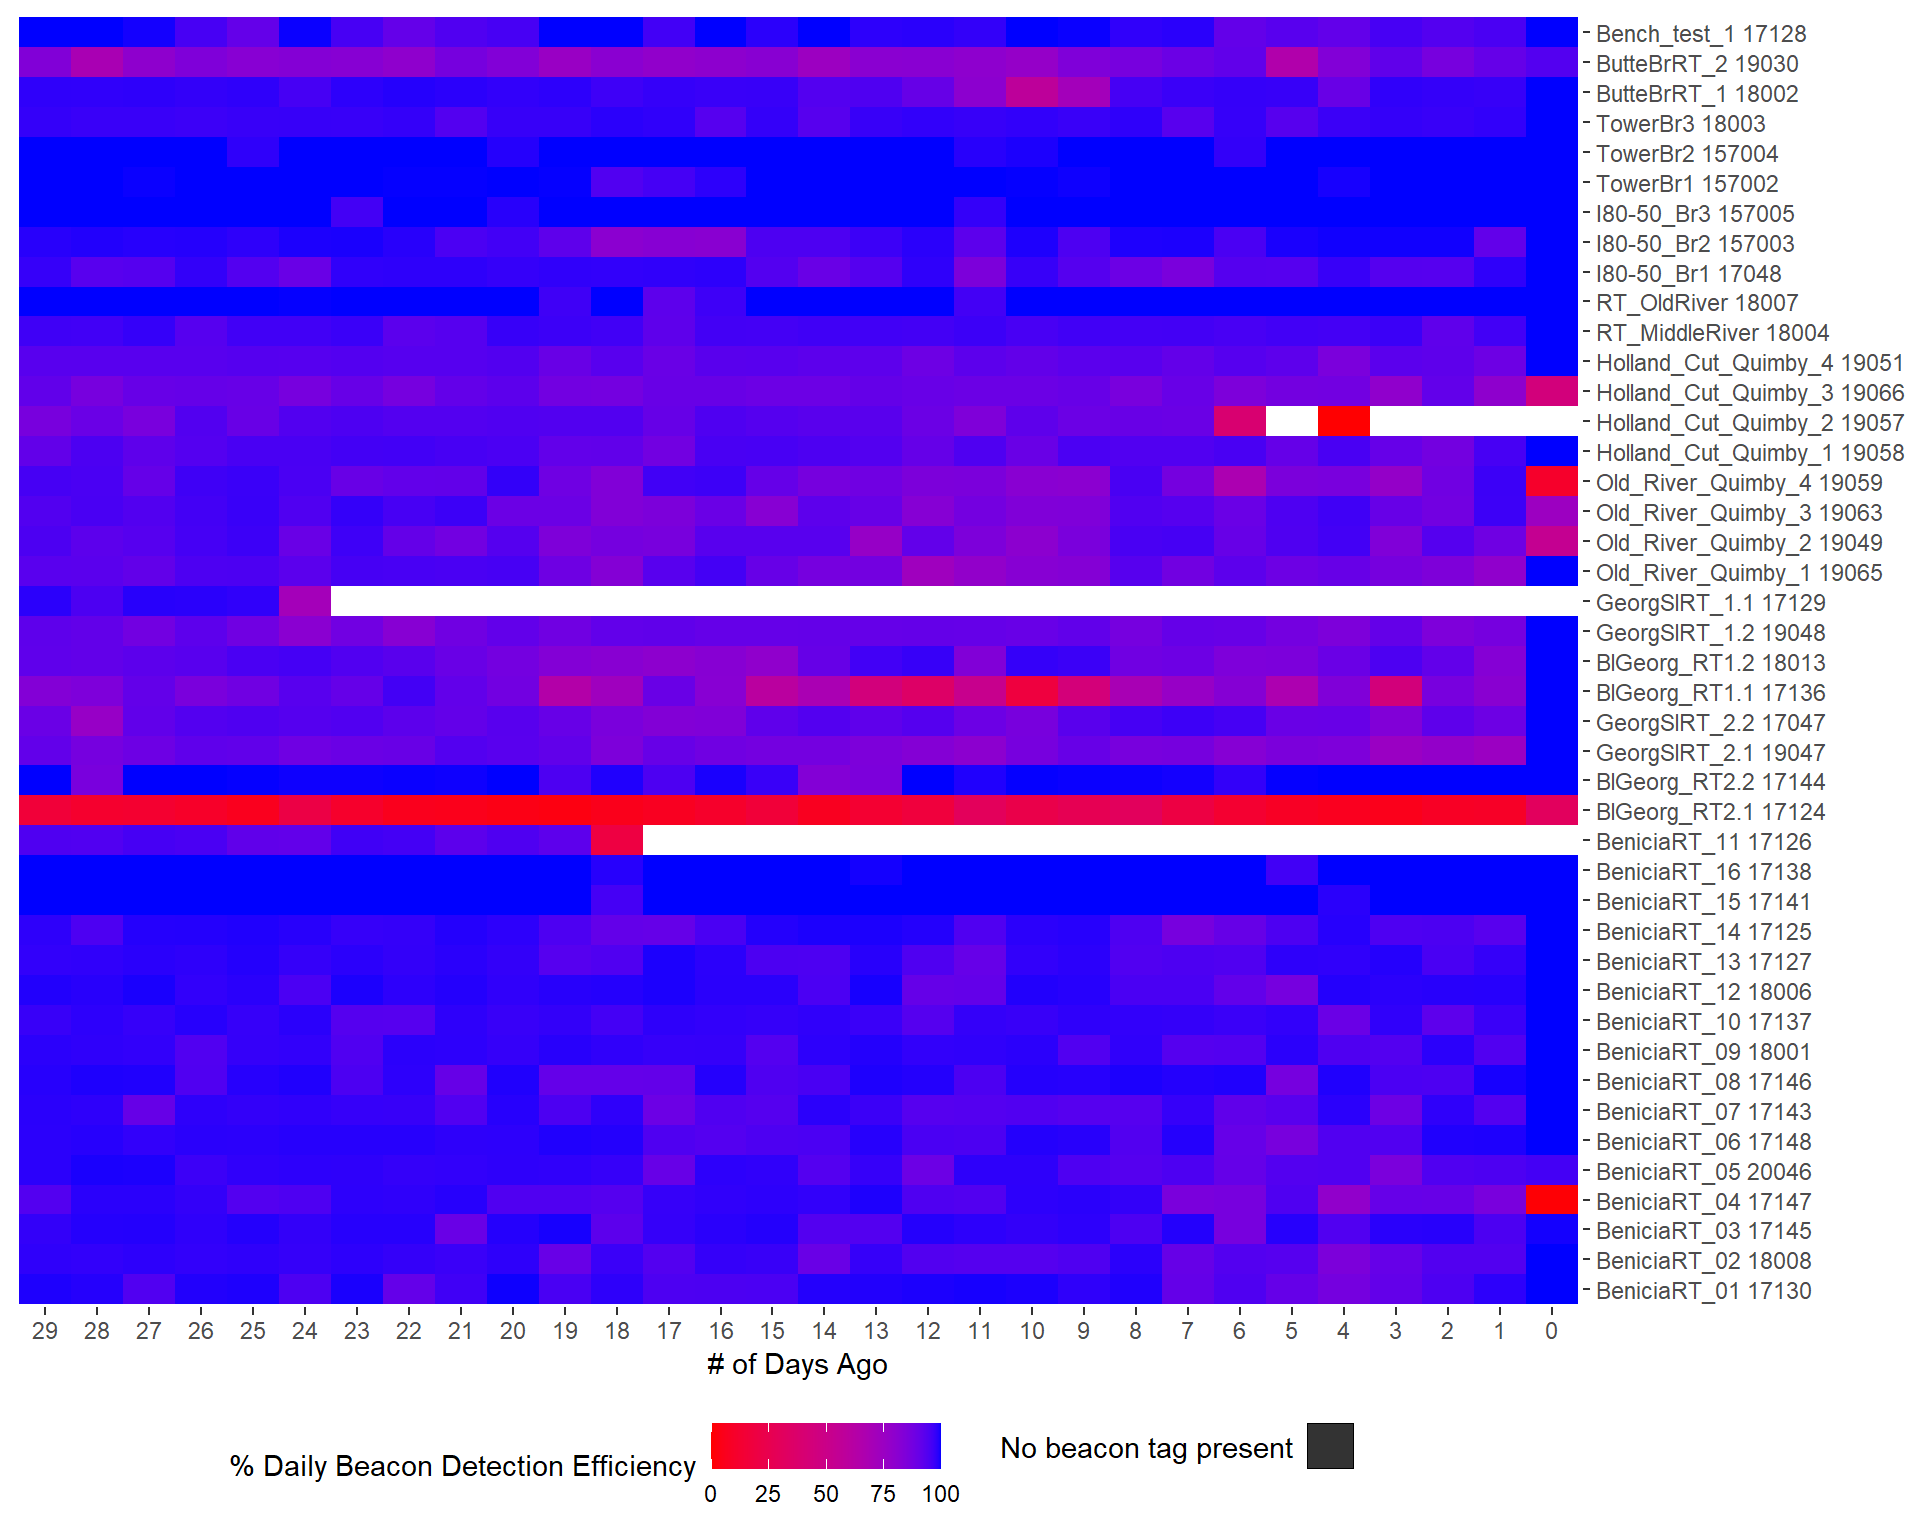 Bench_test_1 17128
ButteBrRT_2 19030
ButteBrRT_1 18002
TowerBr3 18003
TowerBr2 157004
TowerBr1 157002
I80-50_Br3 157005
I80-50_Br2 157003
I80-50_Br1 17048
RT_OldRiver 18007
RT_MiddleRiver 18004
Holland_Cut_Quimby_4 19051
Holland_Cut_Quimby_3 19066
Holland_Cut_Quimby_2 19057
Holland_Cut_Quimby_1 19058
Old_River_Quimby_4 19059
Old_River_Quimby_3 19063
Old_River_Quimby_2 19049
Old_River_Quimby_1 19065
GeorgSlRT_1.1 17129
GeorgSlRT_1.2 19048
BlGeorg_RT1.2 18013
BlGeorg_RT1.1 17136
GeorgSlRT_2.2 17047
GeorgSlRT_2.1 19047
BlGeorg_RT2.2 17144
BlGeorg_RT2.1 17124
BeniciaRT_11 17126
BeniciaRT_16 17138
BeniciaRT_15 17141
BeniciaRT_14 17125
BeniciaRT_13 17127
BeniciaRT_12 18006
BeniciaRT_10 17137
BeniciaRT_09 18001
BeniciaRT_08 17146
BeniciaRT_07 17143
BeniciaRT_06 17148
BeniciaRT_05 20046
BeniciaRT_04 17147
BeniciaRT_03 17145
BeniciaRT_02 18008
BeniciaRT_01 17130
29 28 27 26 25 24 23 22 21 20 19 18 17 16 15 14 13 12 11 10 9 8 7 6 5 4 3 2 1 0
# of Days Ago
% Daily Beacon Detection Efficiency
0 25 50 75 100
No beacon tag present